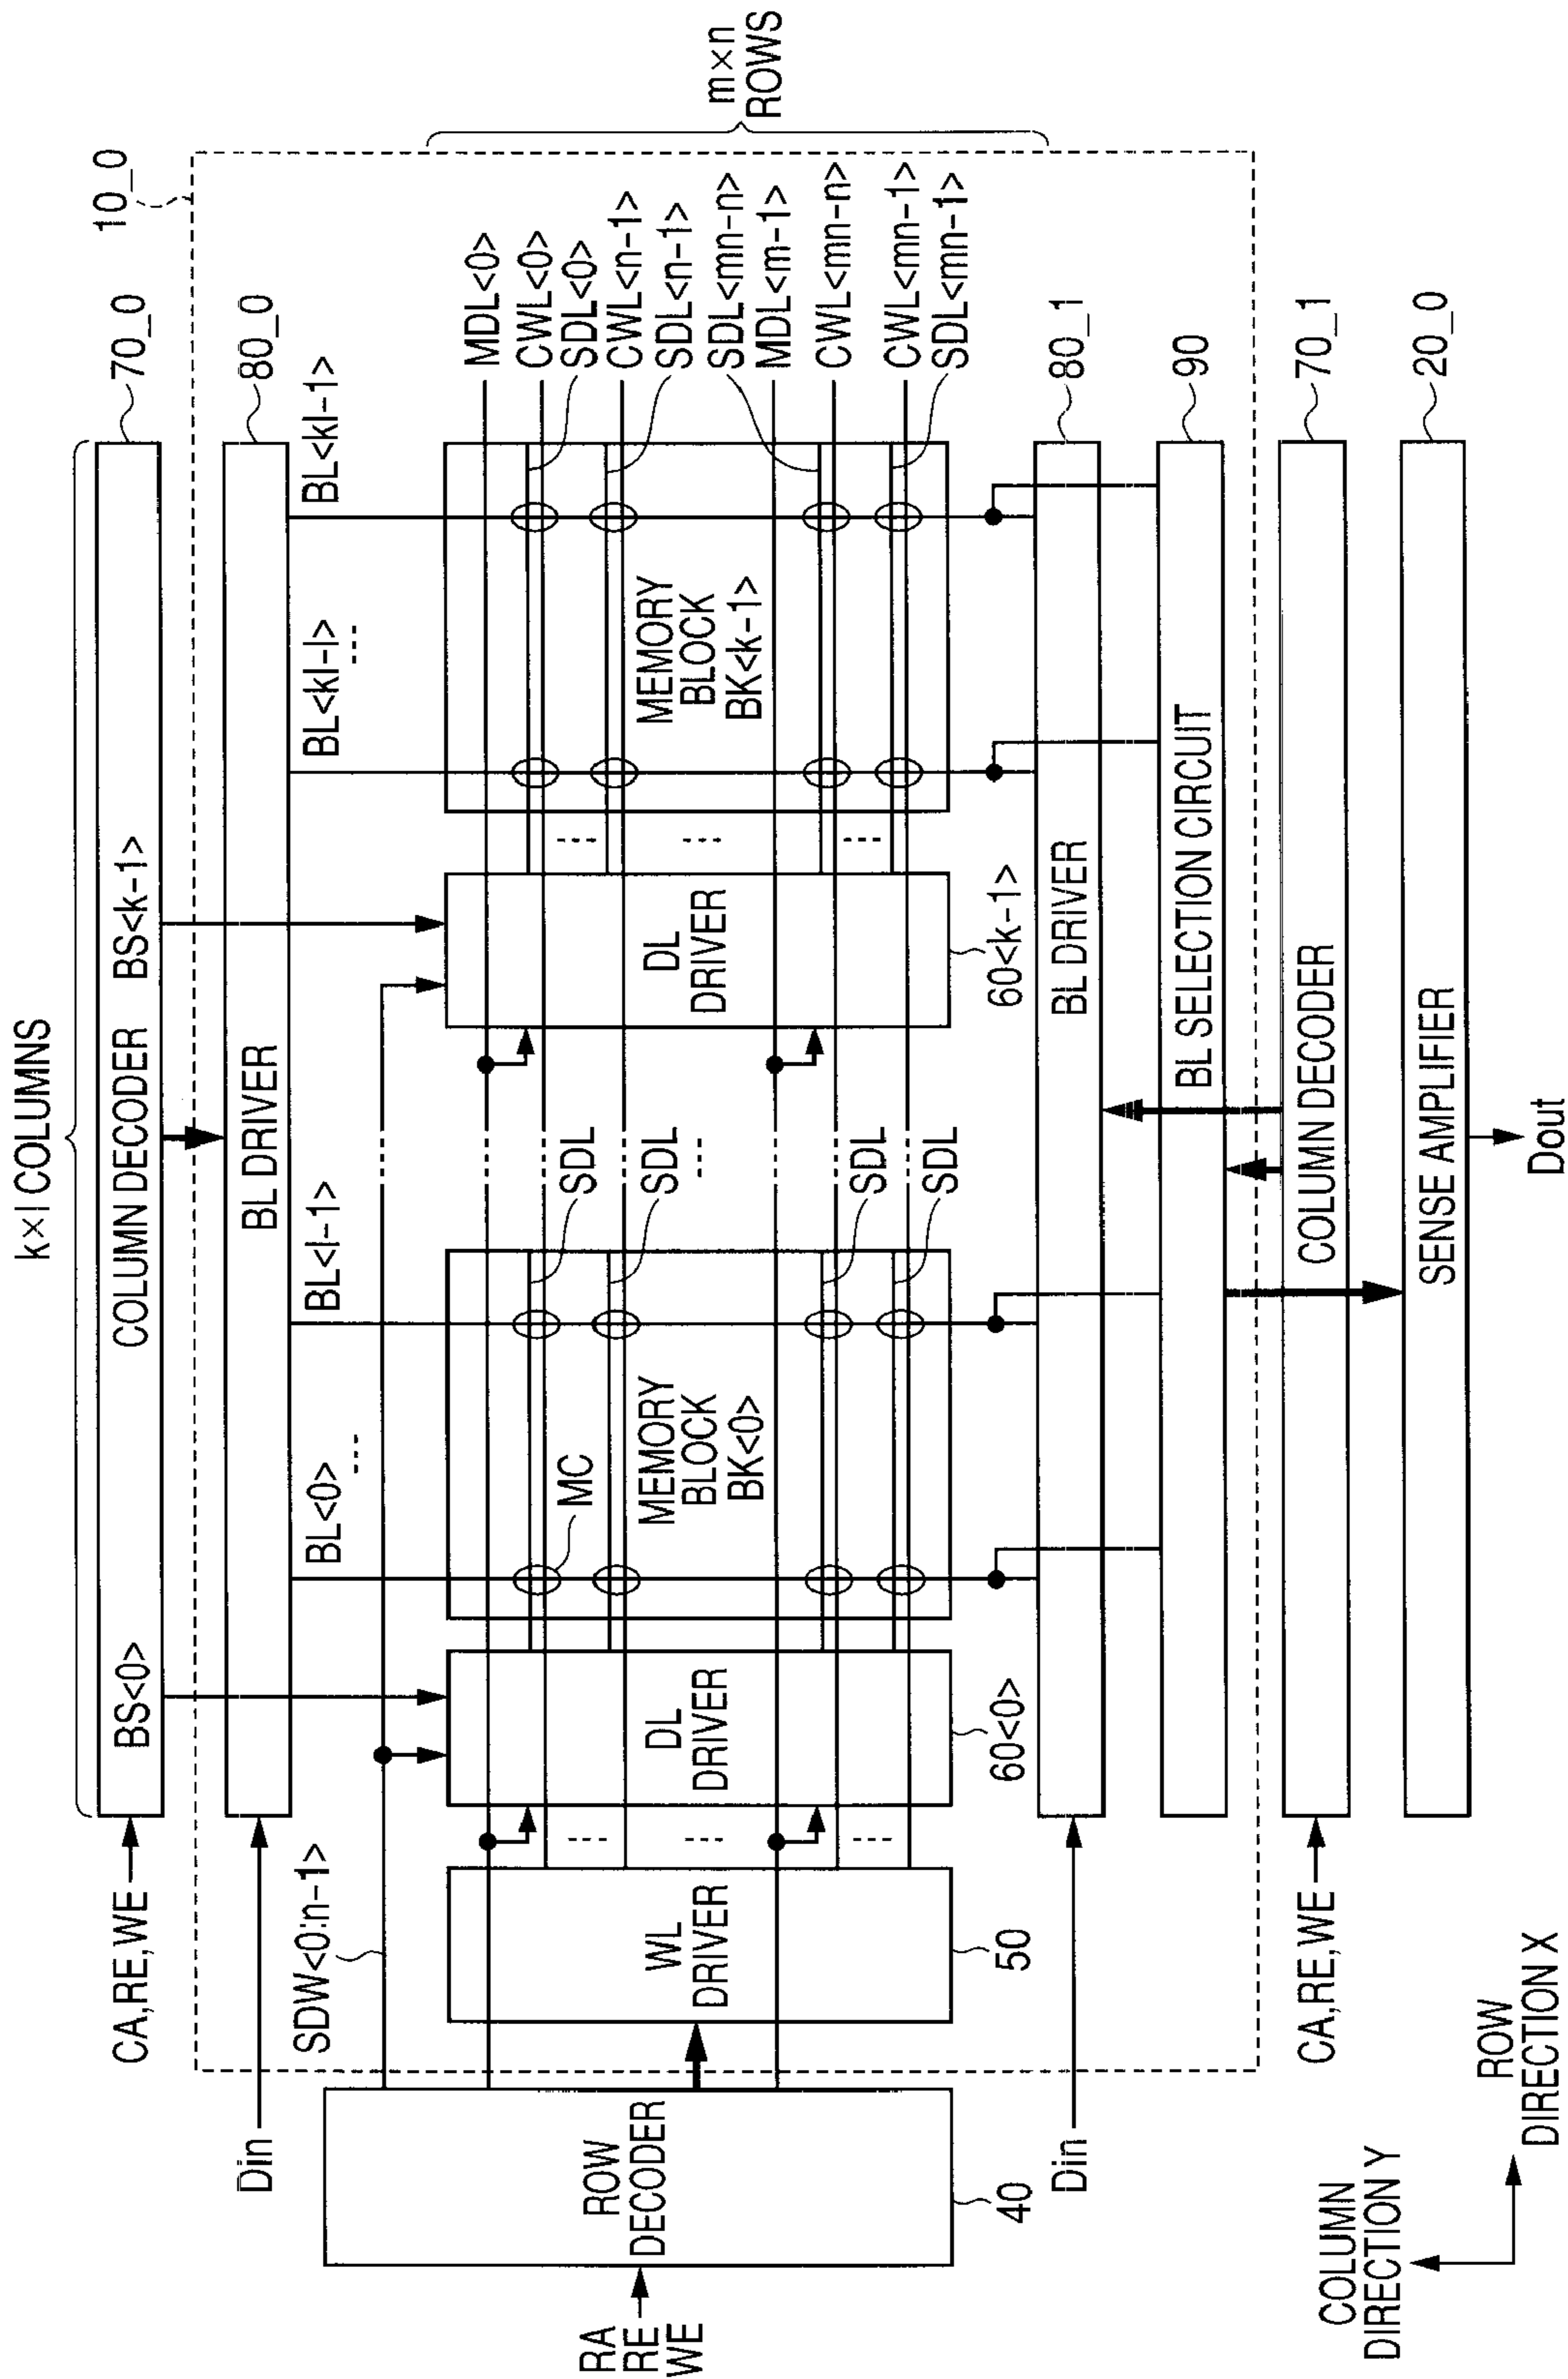 k×l COLUMNS
BS<0>
COLUMN DECODER
BS<k-1>
70_0
10_0
CA,RE,WE
BL DRIVER
80_0
Din
BL<0>
BL<l-1>
BL<kl-l>
BL<kl-1>
SDW<0:n-1>
m×n
ROWS
MDL<0>
CWL<0>
SDL<0>
CWL<n-1>
SDL<n-1>
SDL<mn-n>
MDL<m-1>
CWL<mn-n>
CWL<mn-1>
SDL<mn-1>
MC
SDL
SDL
SDL
SDL
RA
RE
WE
ROW
DECODER
40
WL
DRIVER
50
DL
DRIVER
60<0>
MEMORY
BLOCK
BK<0>
DL
DRIVER
60<k-1>
MEMORY
BLOCK
BK<k-1>
Din
BL DRIVER
80_1
BL SELECTION CIRCUIT
90
CA,RE,WE
COLUMN DECODER
70_1
SENSE AMPLIFIER
20_0
Dout
COLUMN
DIRECTION Y
ROW
DIRECTION X